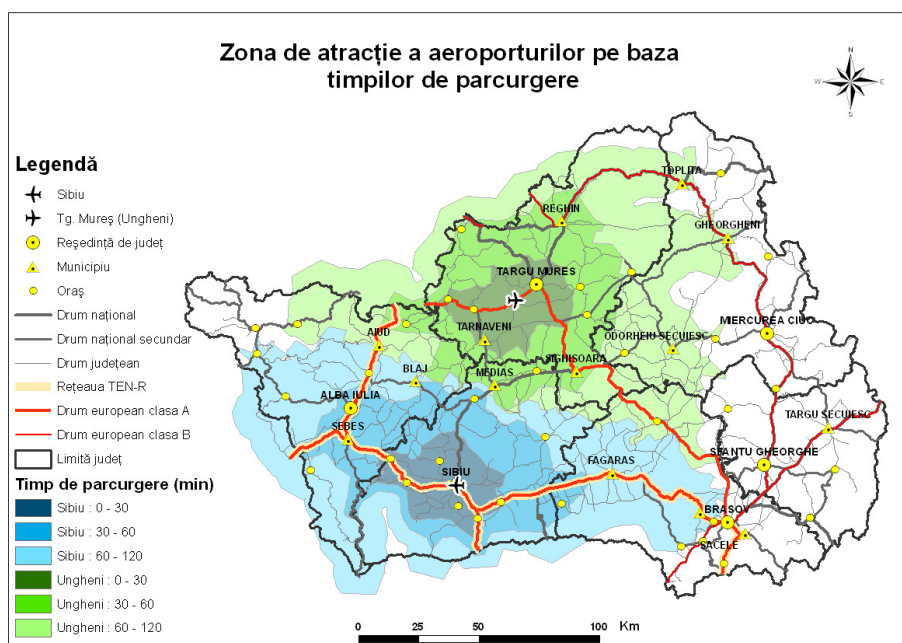 Zona de atracție a aeroporturilor pe baza
timpilor de parcurgere
N
W
E
S
Legendă
Sibiu
Tg. Mureș (Ungheni)
Reședință de județ
Municipiu
Oraș
Drum național
Drum național secundar
Drum județean
Rețeaua TEN-R
Drum european clasa A
Drum european clasa B
Limită județ
Timp de parcurgere (min)
Sibiu : 0 - 30
Sibiu : 30 - 60
Sibiu : 60 - 120
Ungheni : 0 - 30
Ungheni : 30 - 60
Ungheni : 60 - 120
TOPLITA
REGHIN
GHEORGHENI
TARGU MURES
MIERCUREA CIUC
AIUD
TARNAVENI
ODORHEIU SECUIESC
SIGHISOARA
BLAJ
MEDIAS
ALBA IULIA
TARGU SECUIESC
SEBES
SFANTU GHEORGHE
FAGARAS
SIBIU
BRASOV
SACELE
0 25 50 100 Km